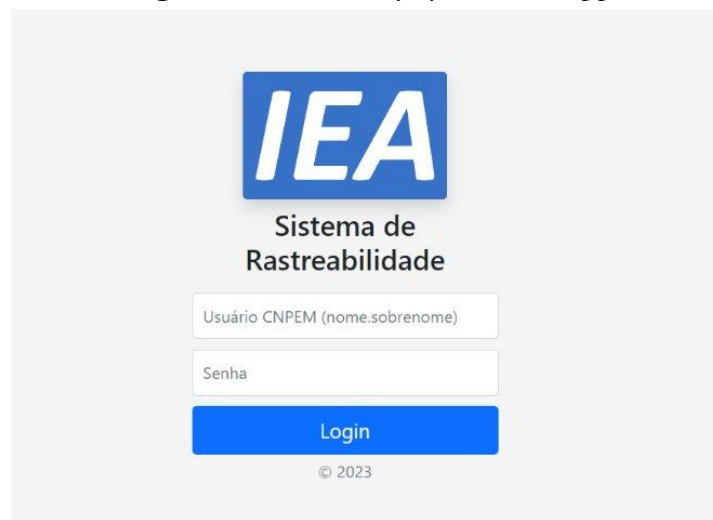 IEA
Sistema de
Rastreabilidade
Usuário CNPEM (nome.sobrenome)
Senha
Login
© 2023